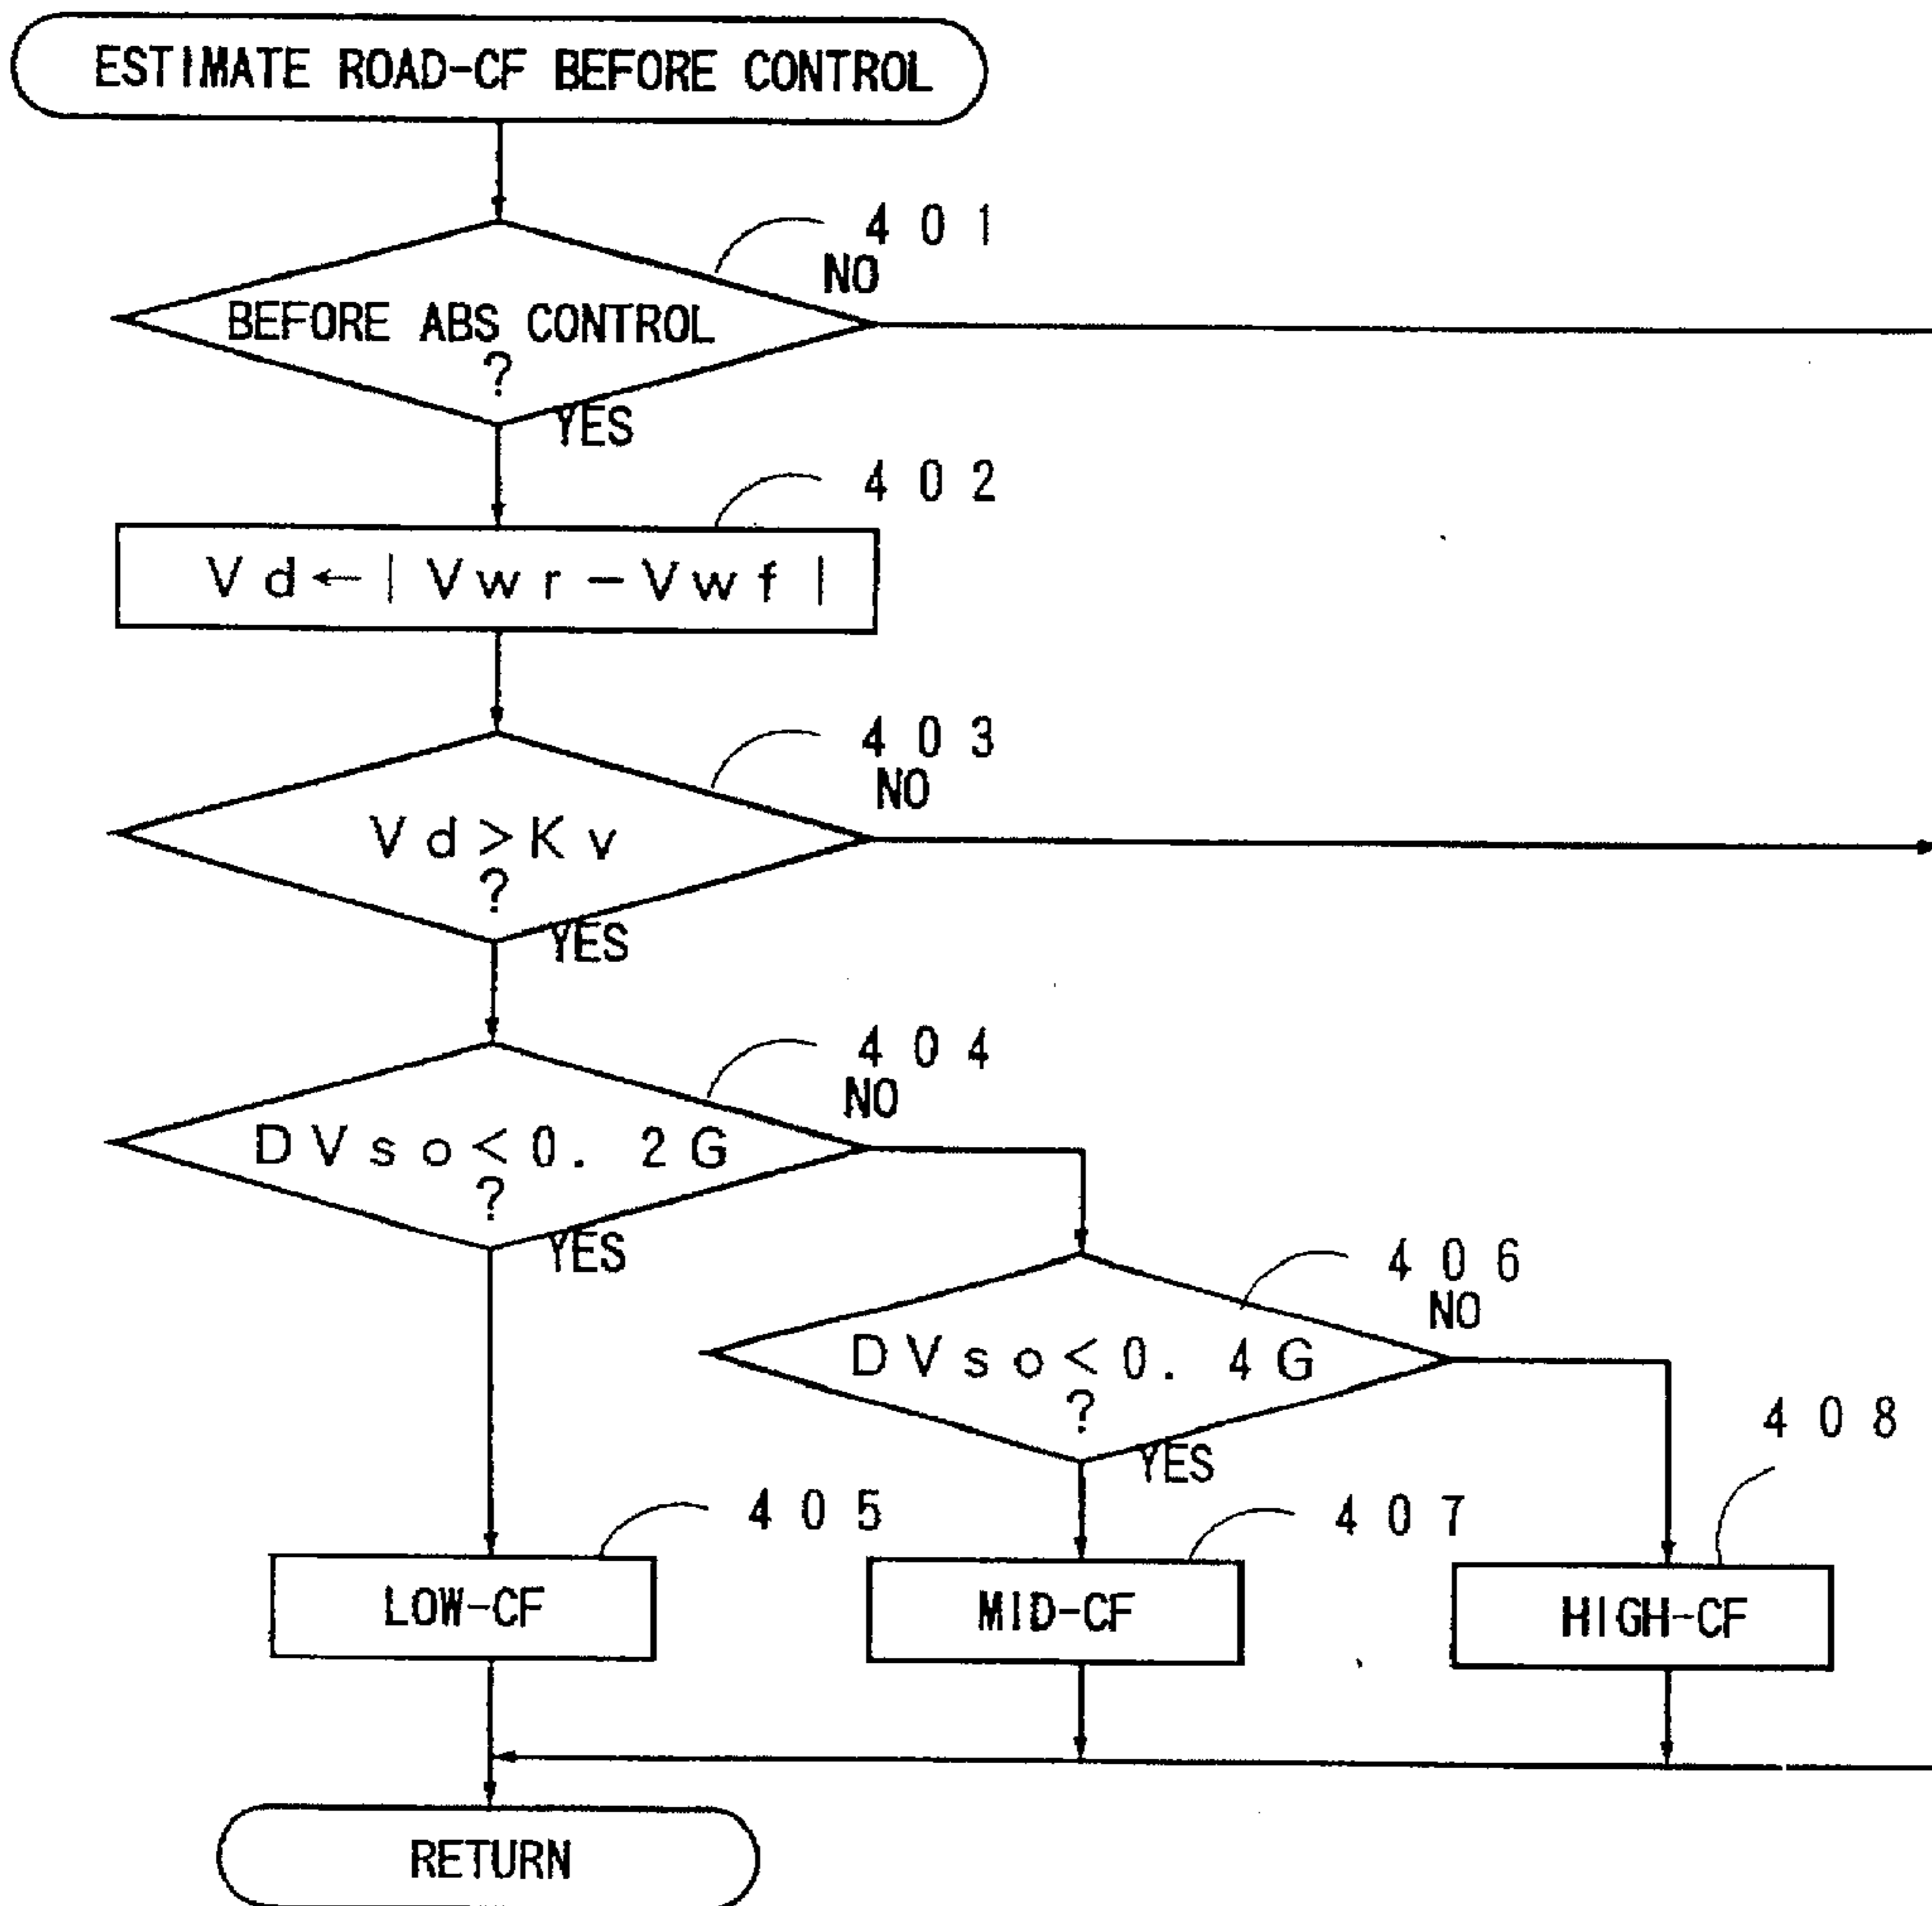 ESTIMATE ROAD-CF BEFORE CONTROL
401
NO
BEFORE ABS CONTROL
?
YES
402
Vd←|Vwr-Vwf|
403
NO
Vd>Kv
?
YES
404
NO
DVso<0.2G
?
YES
406
NO
DVso<0.4G
?
YES
408
405
407
LOW-CF
MID-CF
HIGH-CF
RETURN